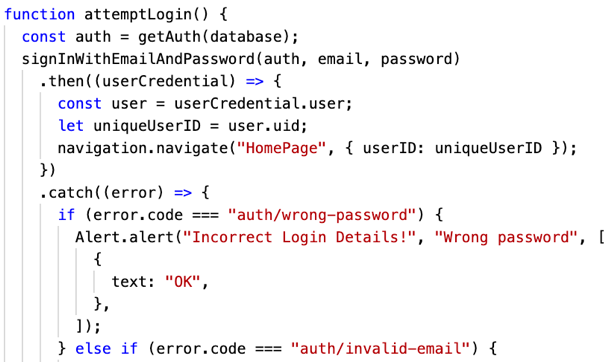 function attemptLogin() {
  const auth = getAuth(database);
  signInWithEmailAndPassword(auth, email, password)
    .then((userCredential) => {
      const user = userCredential.user;
      let uniqueUserID = user.uid;
      navigation.navigate("HomePage", { userID: uniqueUserID });
    })
    .catch((error) => {
      if (error.code === "auth/wrong-password") {
        Alert.alert("Incorrect Login Details!", "Wrong password", [
          {
            text: "OK",
          },
        ]);
      } else if (error.code === "auth/invalid-email") {